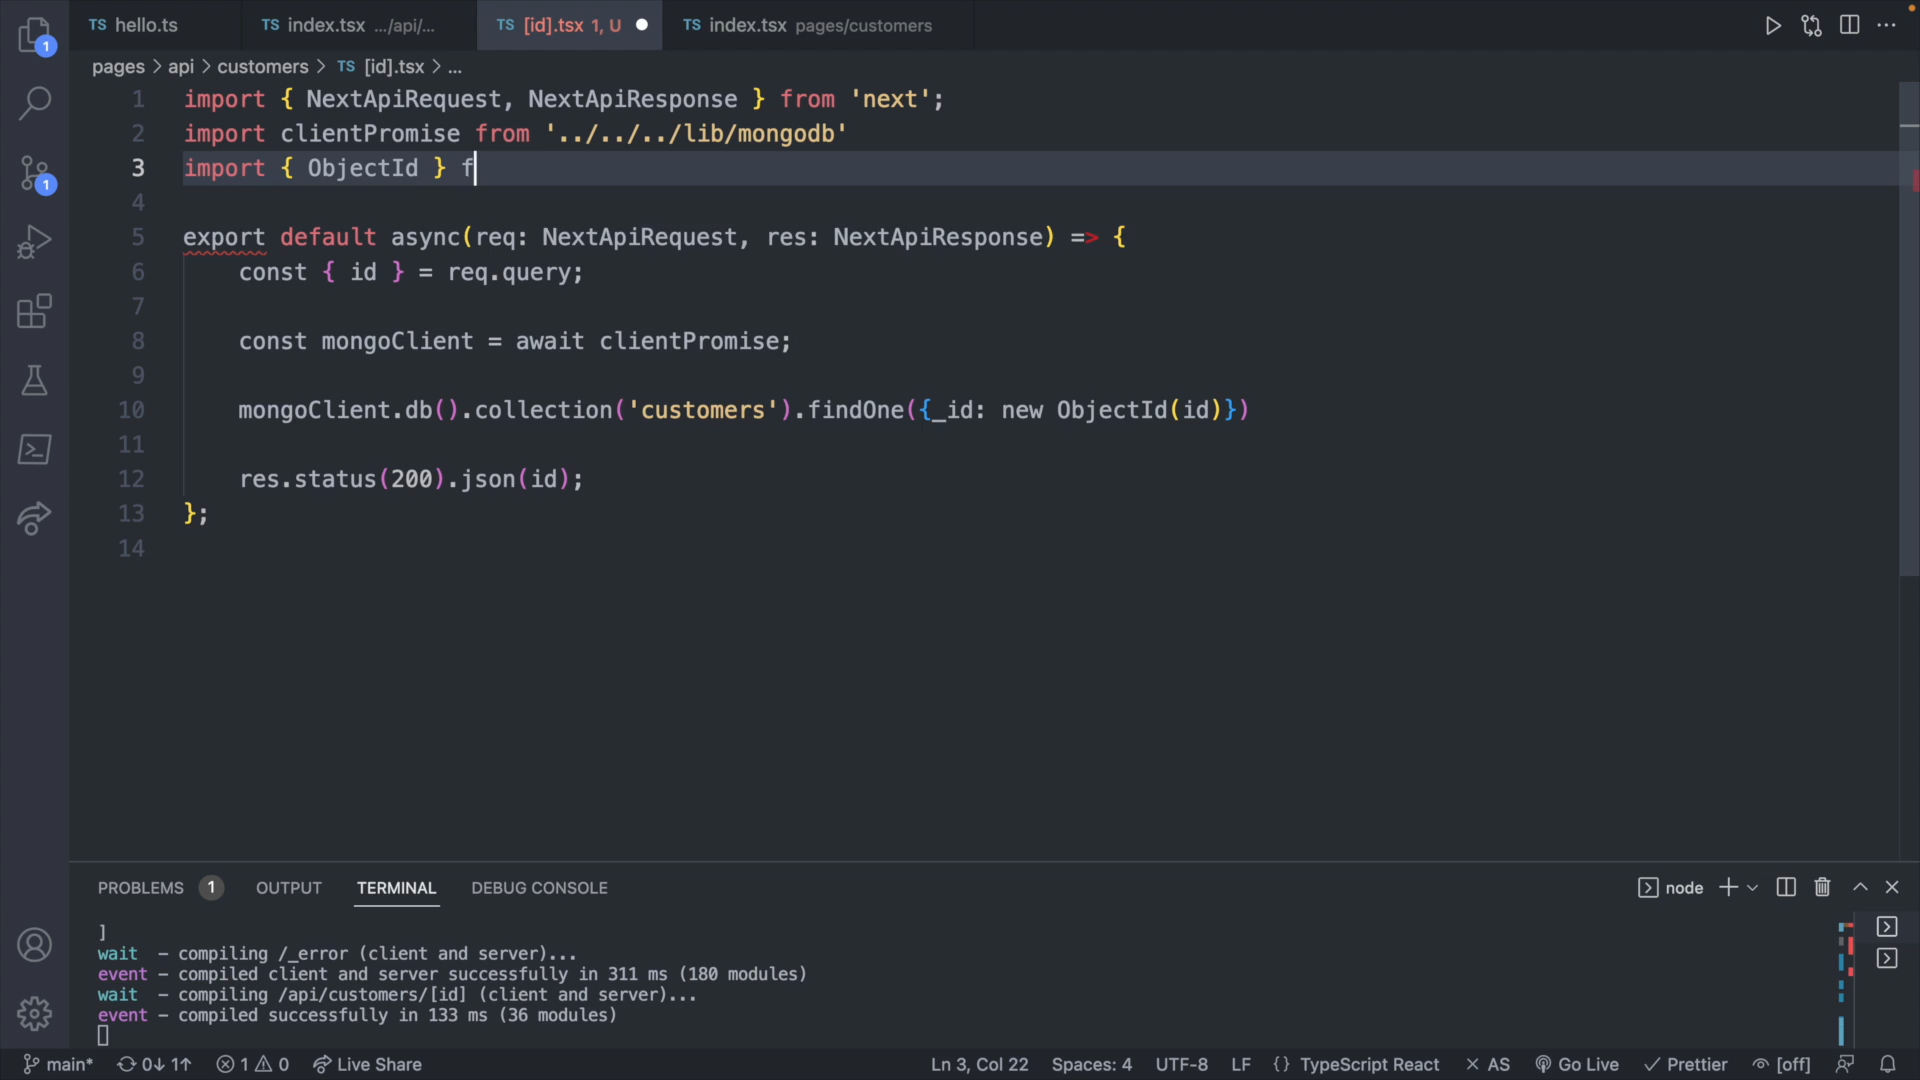 TS hello.ts TS index.tsx .../api/... TS [id].tsx 1, U TS index.tsx pages/customers
pages > api > customers > TS [id].tsx > ...
1
1
1 import { NextApiRequest, NextApiResponse } from 'next';
2 import clientPromise from '../../../lib/mongodb'
3 import { ObjectId } f
4
5 export default async(req: NextApiRequest, res: NextApiResponse) => {
6 const { id } = req.query;
7
8 const mongoClient = await clientPromise;
9
10 mongoClient.db().collection('customers').findOne({_id: new ObjectId(id)})
11
12 res.status(200).json(id);
13 };
14
PROBLEMS 1 OUTPUT TERMINAL DEBUG CONSOLE node
]
wait – compiling /_error (client and server)...
event – compiled client and server successfully in 311 ms (180 modules)
wait – compiling /api/customers/[id] (client and server)...
event – compiled successfully in 133 ms (36 modules)
main* 0↓ 1↑ 1 0 Live Share Ln 3, Col 22 Spaces: 4 UTF-8 LF {} TypeScript React × AS Go Live ✓ Prettier [off]